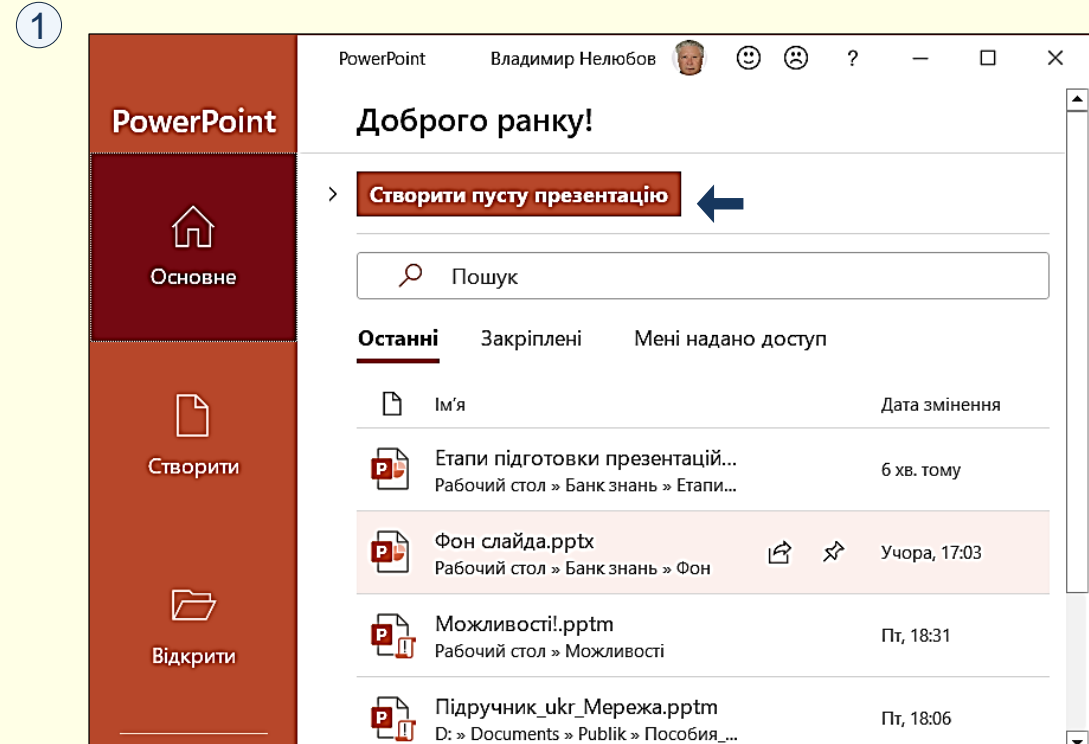 1
PowerPoint Владимир Нелюбов ?
PowerPoint
Доброго ранку!
Створити пусту презентацію
Основне
Пошук
Останні Закріплені Мені надано доступ
Ім'я Дата змінення
Створити
Етапи підготовки презентацій...
Рабочий стол » Банк знань » Етапи...
6 хв. тому
Фон слайда.pptx
Рабочий стол » Банк знань » Фон
Учора, 17:03
Відкрити
Можливості!.pptm
Рабочий стол » Можливості
Пт, 18:31
Підручник_ukr_Мережа.pptm
D: » Documents » Publik » Пособия_...
Пт, 18:06